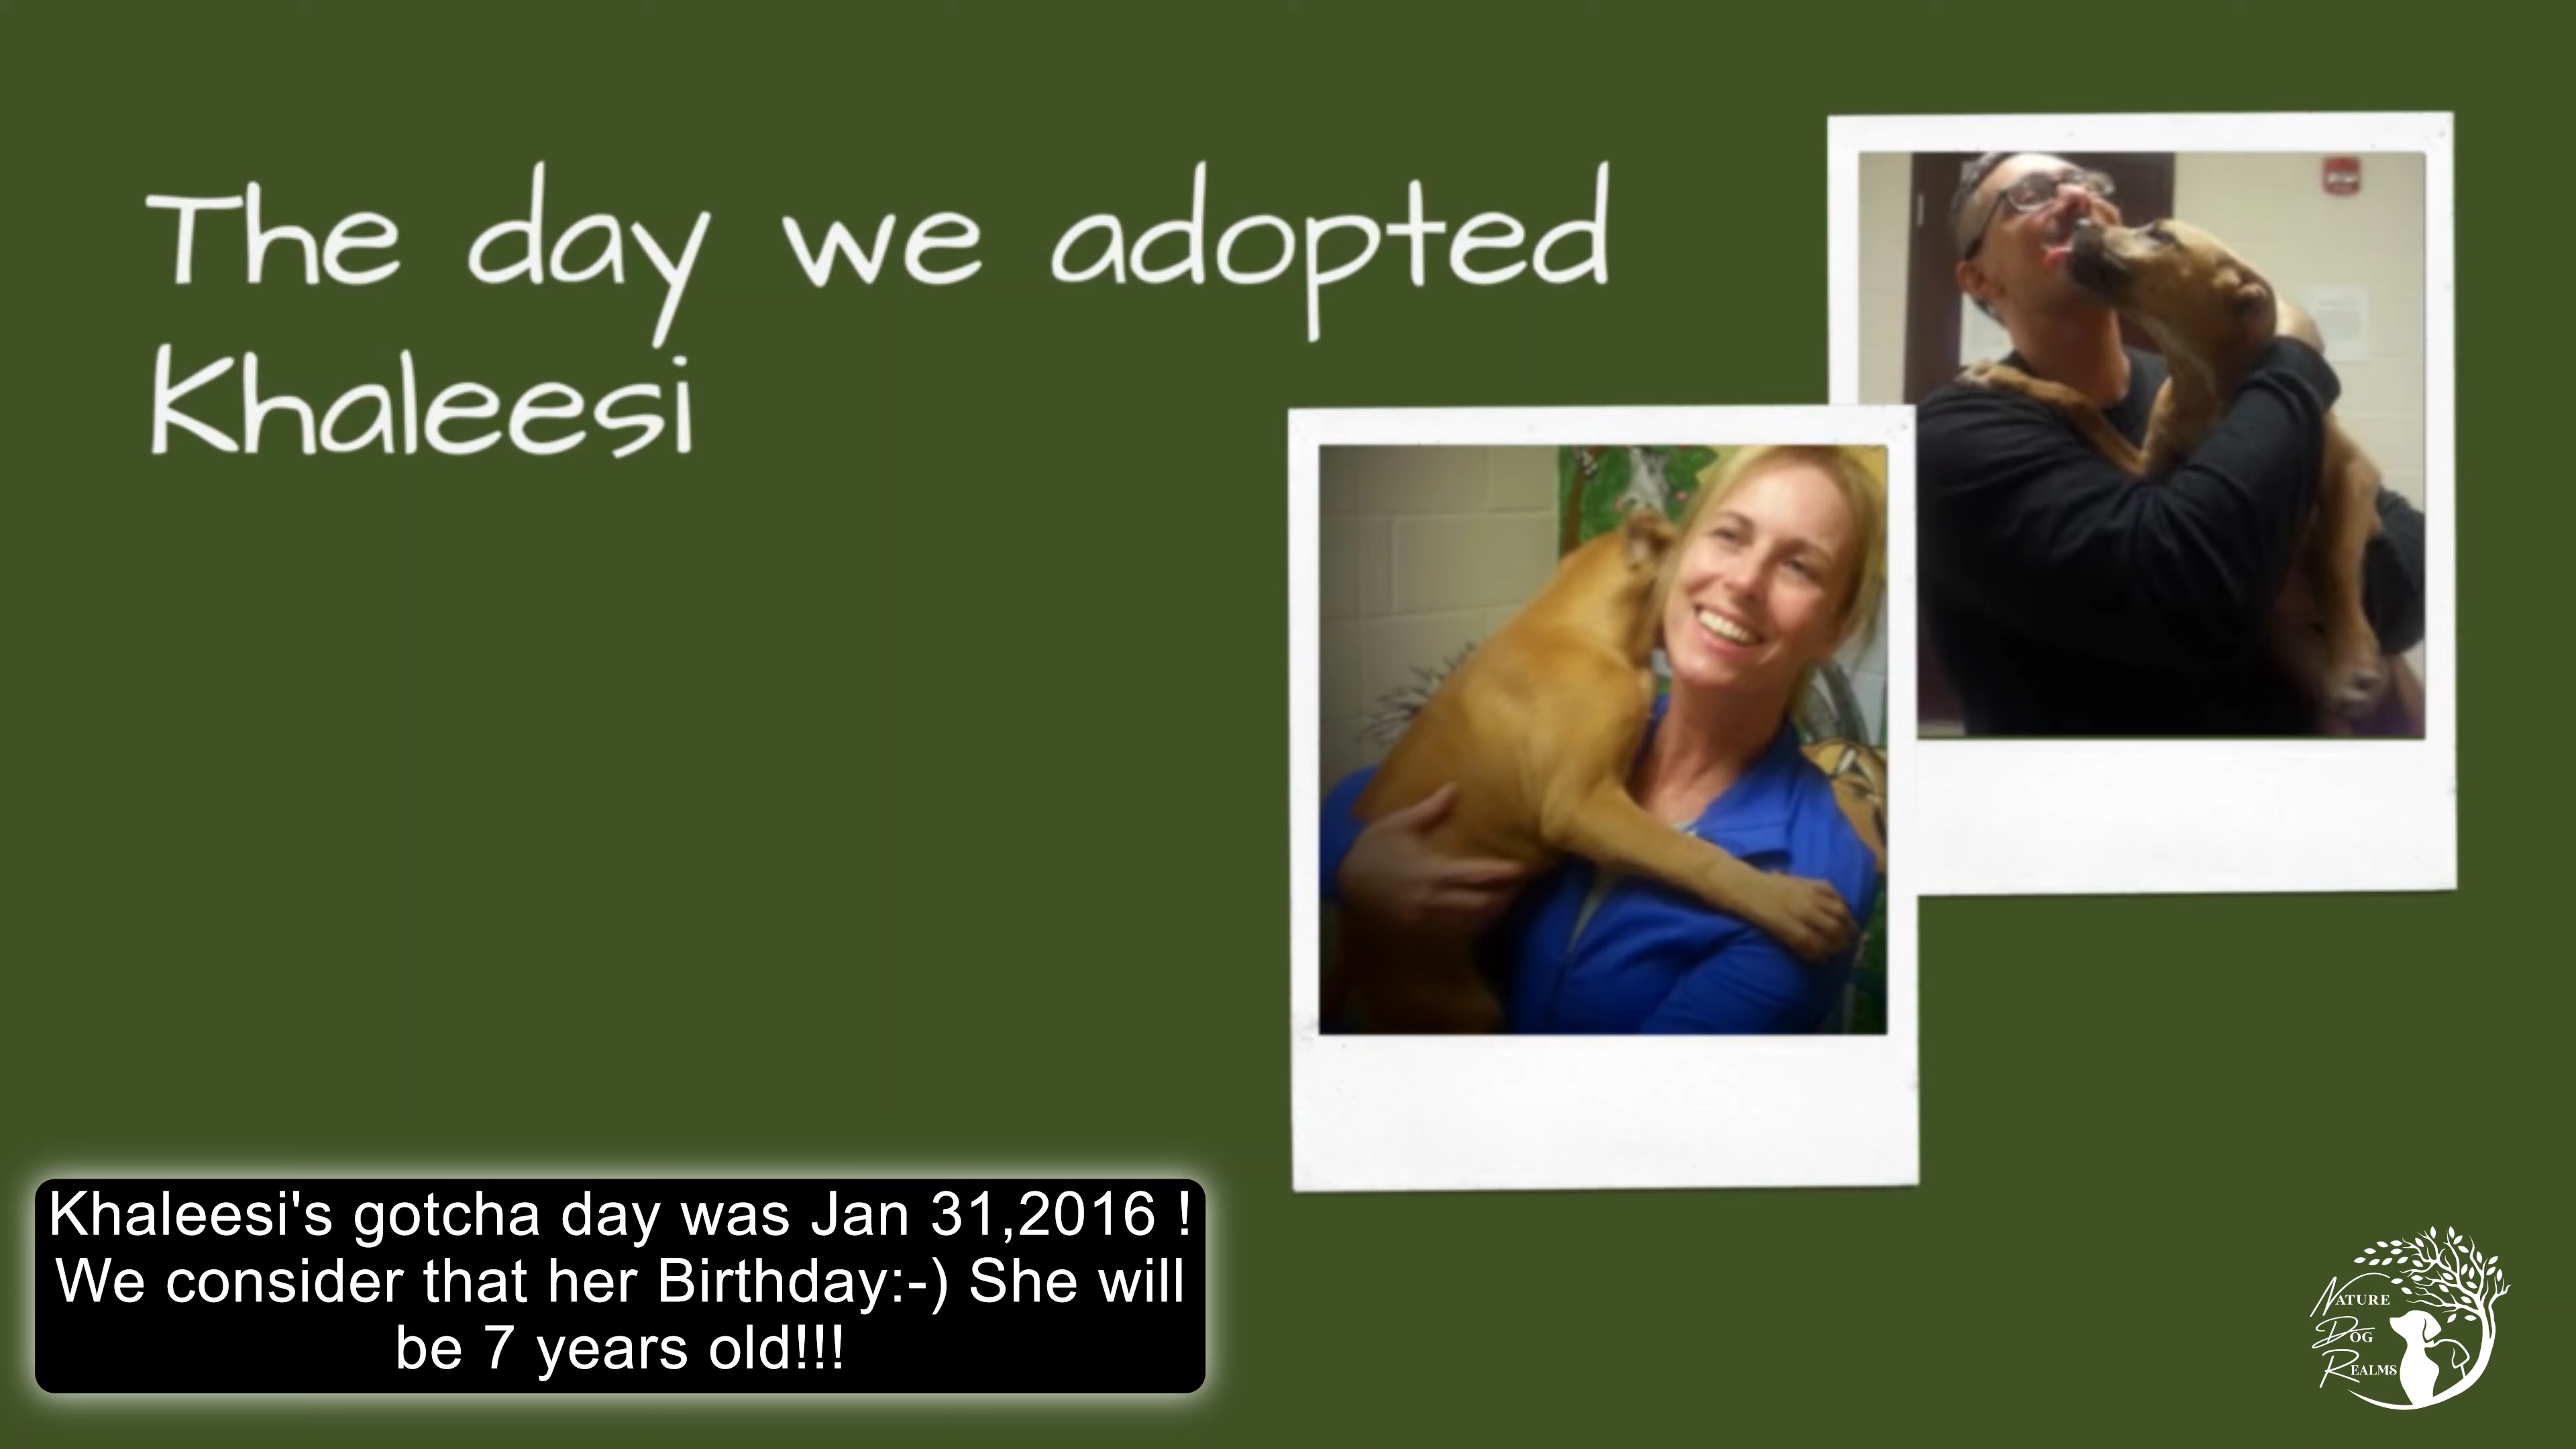 The day we adopted
Khaleesi
Khaleesi's gotcha day was Jan 31,2016 !
We consider that her Birthday:-) She will
be 7 years old!!!
NATURE
DOG
REALMS